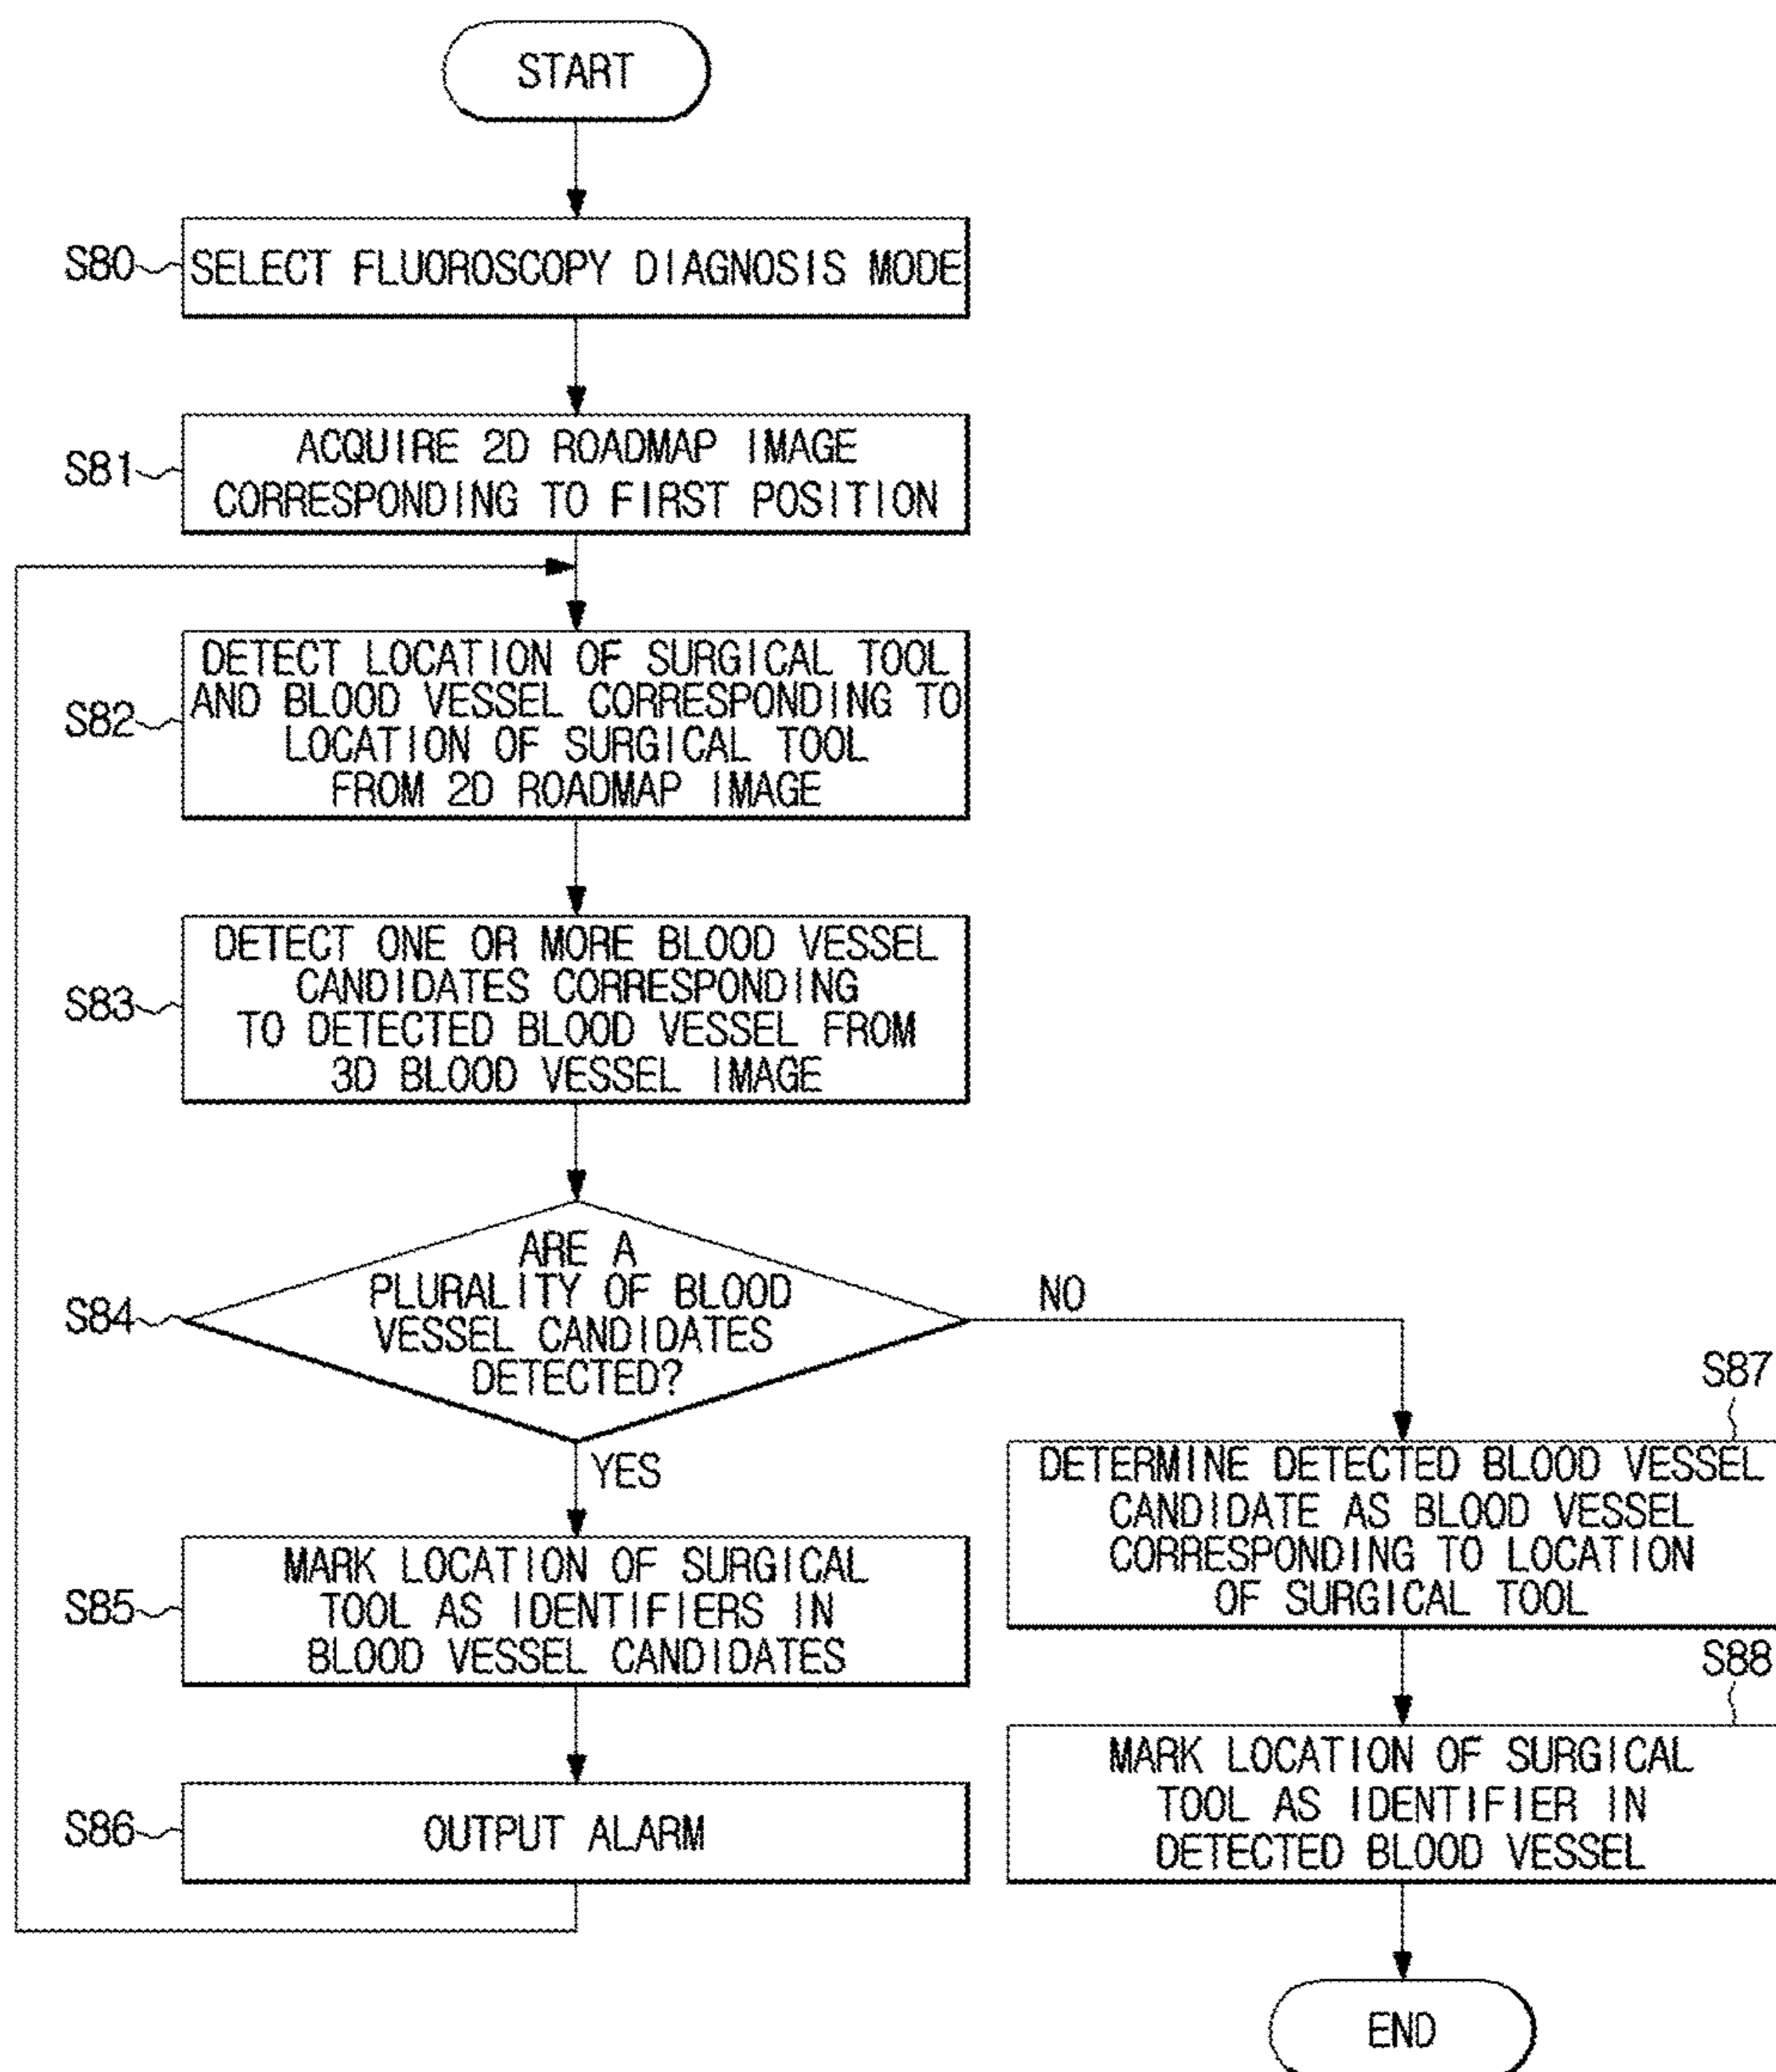 START
S80
SELECT FLUOROSCOPY DIAGNOSIS MODE
S81
ACQUIRE 2D ROADMAP IMAGE
CORRESPONDING TO FIRST POSITION
S82
DETECT LOCATION OF SURGICAL TOOL
AND BLOOD VESSEL CORRESPONDING TO
LOCATION OF SURGICAL TOOL
FROM 2D ROADMAP IMAGE
S83
DETECT ONE OR MORE BLOOD VESSEL
CANDIDATES CORRESPONDING
TO DETECTED BLOOD VESSEL FROM
3D BLOOD VESSEL IMAGE
S84
ARE A
PLURALITY OF BLOOD
VESSEL CANDIDATES
DETECTED?
NO
YES
S85
MARK LOCATION OF SURGICAL
TOOL AS IDENTIFIERS IN
BLOOD VESSEL CANDIDATES
S86
OUTPUT ALARM
S87
DETERMINE DETECTED BLOOD VESSEL
CANDIDATE AS BLOOD VESSEL
CORRESPONDING TO LOCATION
OF SURGICAL TOOL
S88
MARK LOCATION OF SURGICAL
TOOL AS IDENTIFIER IN
DETECTED BLOOD VESSEL
END